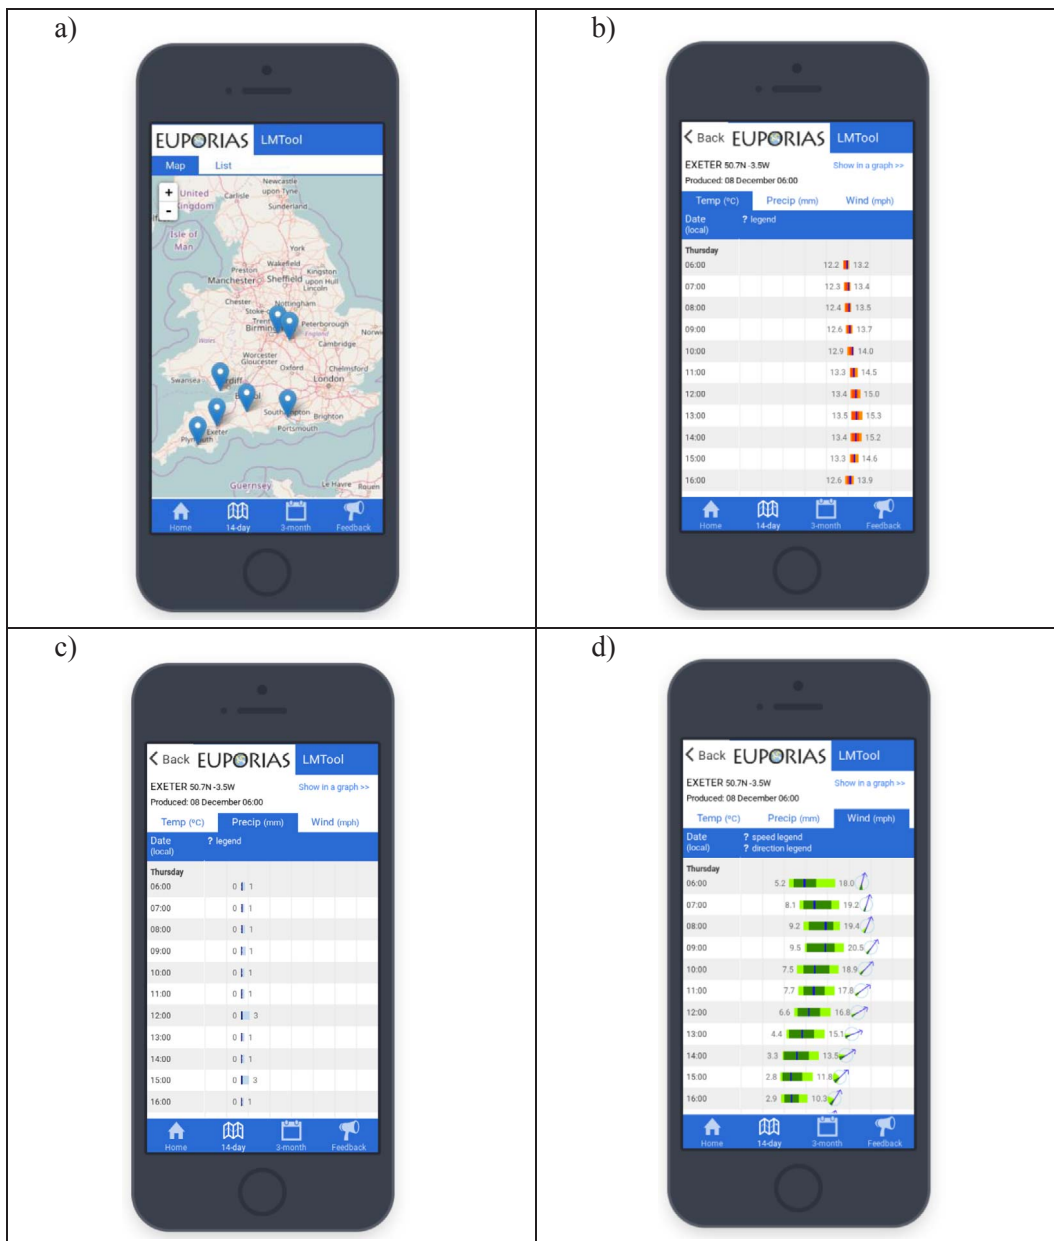 a)
EUPORIAS LMTool
Map List
+
-
United
Kingdom
Isle of
Man
Carlisle
Newcastle
upon Tyne
Sunderland
York
Preston
Wakefield
Kingston
upon Hull
Manchester
Sheffield
Lincoln
Chester
Nottingham
Peterborough
Wales
England
Cambridge
Worcester
Gloucester
Oxford
Chelmsford
Swansea
London
Brighton
Portsmouth
Exeter
Plymouth
Guernsey
Le Havre
Rouen
Home 14-day 3-month Feedback
b)
Back EUPORIAS LMTool
EXETER 50.7N -3.5W Show in a graph >>
Produced: 08 December 06:00
Temp (ºC) Precip (mm) Wind (mph)
Date ? legend
(local)
Thursday
06:00 12.2 13.2
07:00 12.3 13.4
08:00 12.4 13.5
09:00 12.6 13.7
10:00 12.9 14.0
11:00 13.3 14.5
12:00 13.4 15.0
13:00 13.5 15.3
14:00 13.4 15.2
15:00 13.3 14.6
16:00 12.6 13.9
Home 14-day 3-month Feedback
c)
Back EUPORIAS LMTool
EXETER 50.7N -3.5W Show in a graph >>
Produced: 08 December 06:00
Temp (ºC) Precip (mm) Wind (mph)
Date ? legend
(local)
Thursday
06:00 0 1
07:00 0 1
08:00 0 1
09:00 0 1
10:00 0 1
11:00 0 1
12:00 0 3
13:00 0 1
14:00 0 1
15:00 0 3
16:00 0 1
Home 14-day 3-month Feedback
d)
Back EUPORIAS LMTool
EXETER 50.7N -3.5W Show in a graph >>
Produced: 08 December 06:00
Temp (ºC) Precip (mm) Wind (mph)
Date ? speed legend
(local) ? direction legend
Thursday
06:00 5.2 18.0
07:00 8.1 19.2
08:00 9.2 19.4
09:00 9.5 20.5
10:00 7.5 18.9
11:00 7.7 17.8
12:00 6.6 16.8
13:00 4.4 15.1
14:00 3.3 13.5
15:00 2.8 11.8
16:00 2.9 10.3
Home 14-day 3-month Feedback